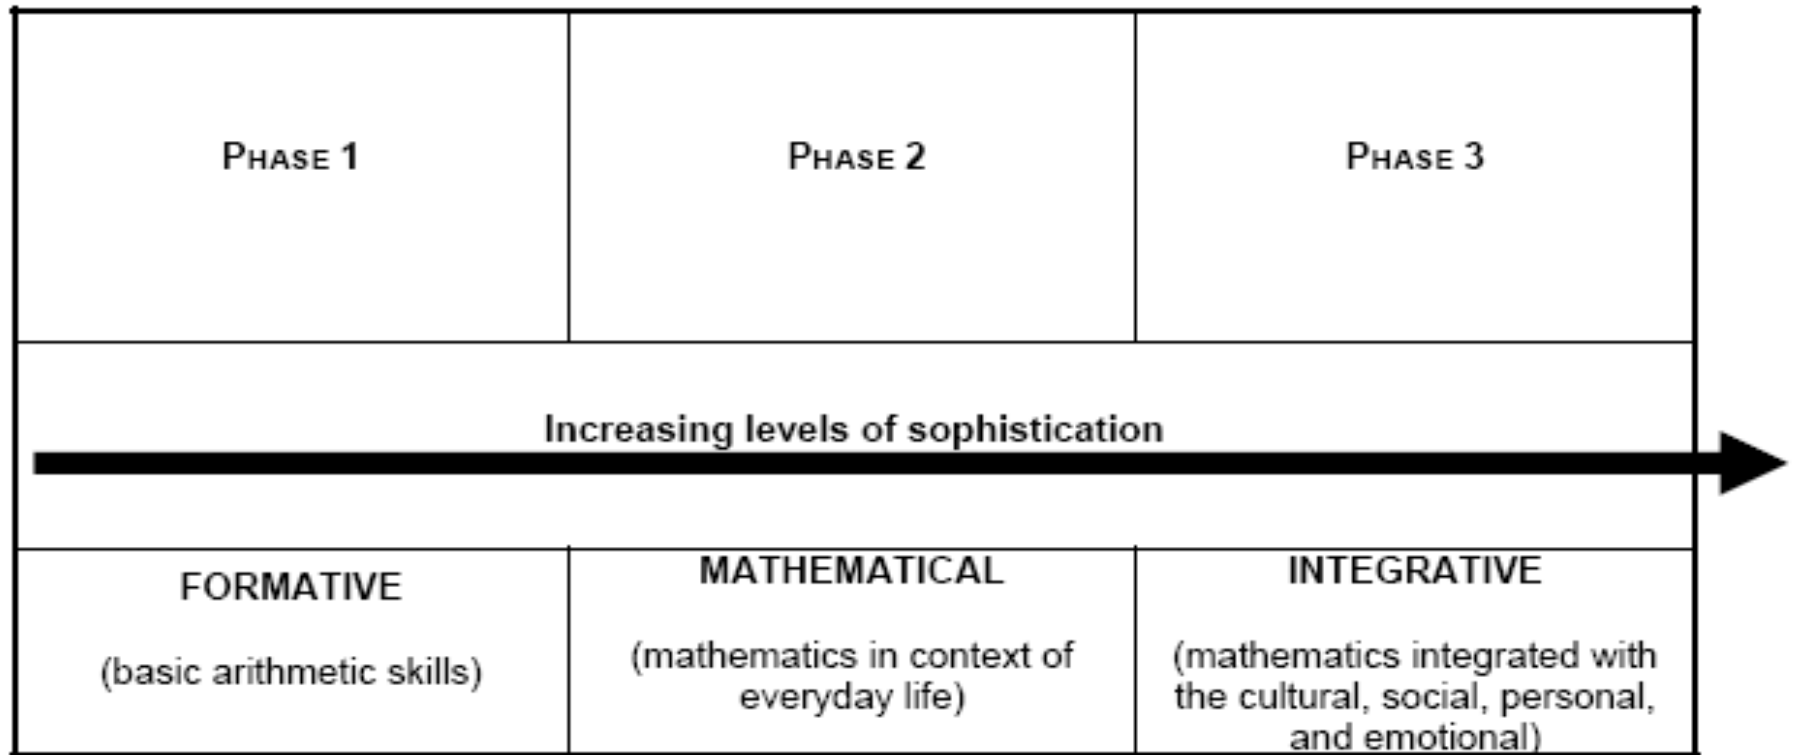 PHASE 1
PHASE 2
PHASE 3
Increasing levels of sophistication
FORMATIVE
(basic arithmetic skills)
MATHEMATICAL
(mathematics in context of
everyday life)
INTEGRATIVE
(mathematics integrated with
the cultural, social, personal,
and emotional)